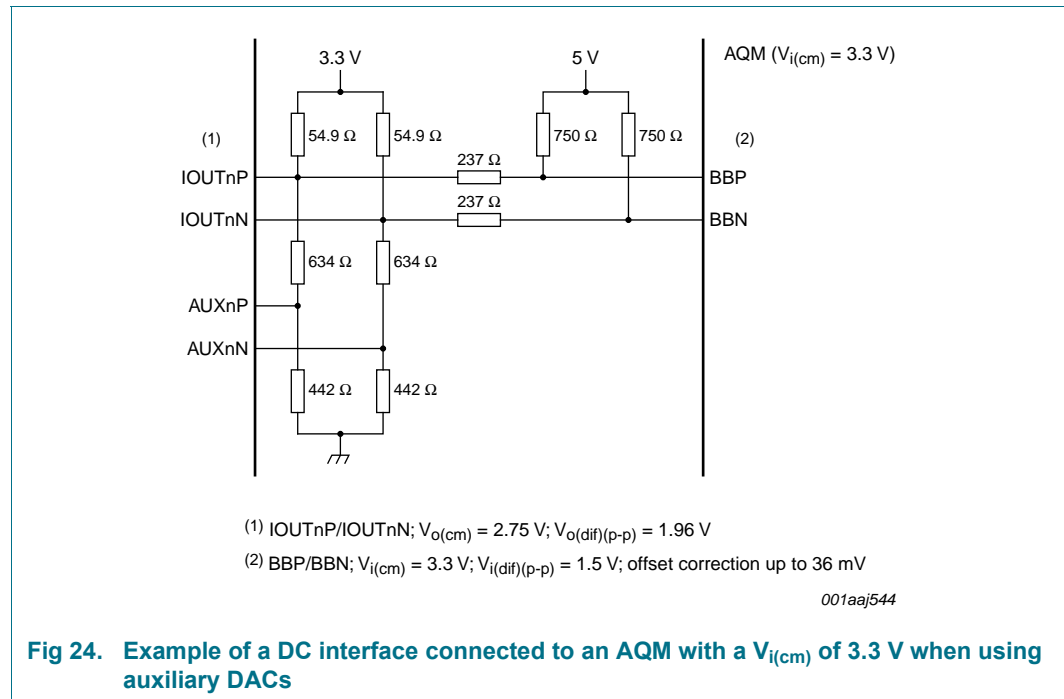 3.3 V
5 V
AQM (Vi(cm) = 3.3 V)
(1)
54.9 Ω
54.9 Ω
750 Ω
750 Ω
(2)
237 Ω
IOUTnP
BBP
237 Ω
IOUTnN
BBN
634 Ω
634 Ω
AUXnP
AUXnN
442 Ω
442 Ω
(1) IOUTnP/IOUTnN; Vo(cm) = 2.75 V; Vo(dif)(p-p) = 1.96 V
(2) BBP/BBN; Vi(cm) = 3.3 V; Vi(dif)(p-p) = 1.5 V; offset correction up to 36 mV
001aaj544
Fig 24. Example of a DC interface connected to an AQM with a Vi(cm) of 3.3 V when using
auxiliary DACs